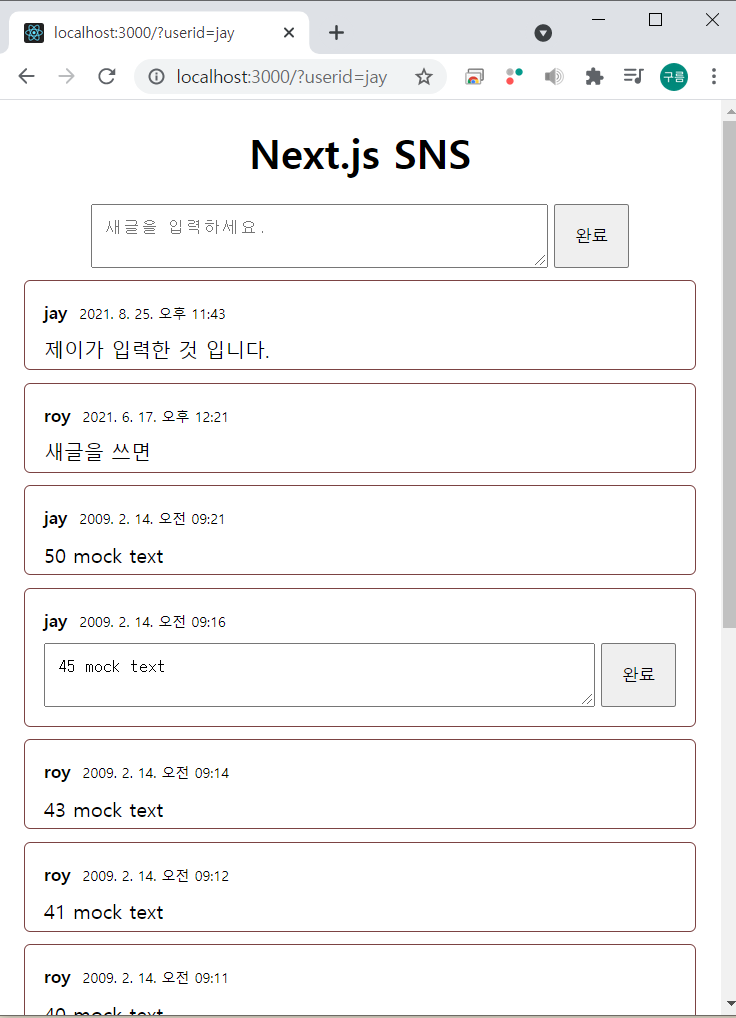 localhost:3000/?userid=jay
localhost:3000/?userid=jay
구름
Next.js SNS
새글을 입력하세요.
완료
jay 2021. 8. 25. 오후 11:43
제이가 입력한 것 입니다.
roy 2021. 6. 17. 오후 12:21
새글을 쓰면
jay 2009. 2. 14. 오전 09:21
50 mock text
jay 2009. 2. 14. 오전 09:16
45 mock text
완료
roy 2009. 2. 14. 오전 09:14
43 mock text
roy 2009. 2. 14. 오전 09:12
41 mock text
roy 2009. 2. 14. 오전 09:11
40 mock text